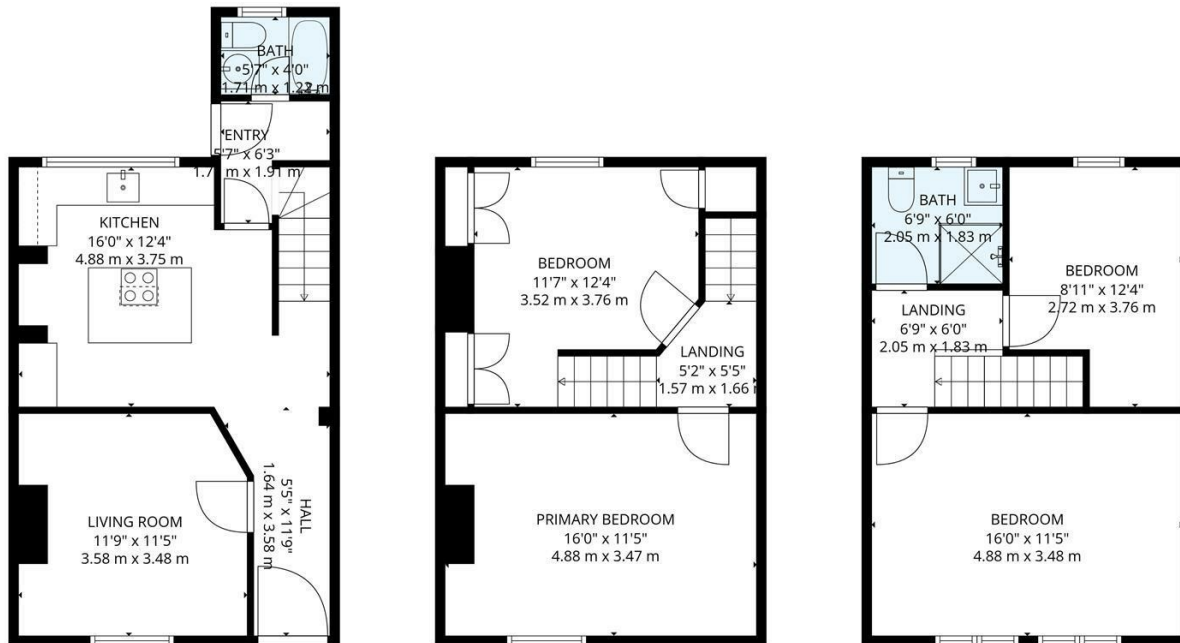 BATH
5'7" x 4'0"
1.71 m x 1.22 m
ENTRY
5'7" x 6'3"
m x 1.91 m
KITCHEN
16'0" x 12'4"
4.88 m x 3.75 m
LIVING ROOM
11'9" x 11'5"
3.58 m x 3.48 m
HALL
5'5" x 11'9"
1.64 m x 3.58 m
BEDROOM
11'7" x 12'4"
3.52 m x 3.76 m
LANDING
5'2" x 5'5"
1.57 m x 1.66
PRIMARY BEDROOM
16'0" x 11'5"
4.88 m x 3.47 m
BATH
6'9" x 6'0"
2.05 m x 1.83 m
BEDROOM
8'11" x 12'4"
2.72 m x 3.76 m
LANDING
6'9" x 6'0"
2.05 m x 1.83 m
BEDROOM
16'0" x 11'5"
4.88 m x 3.48 m